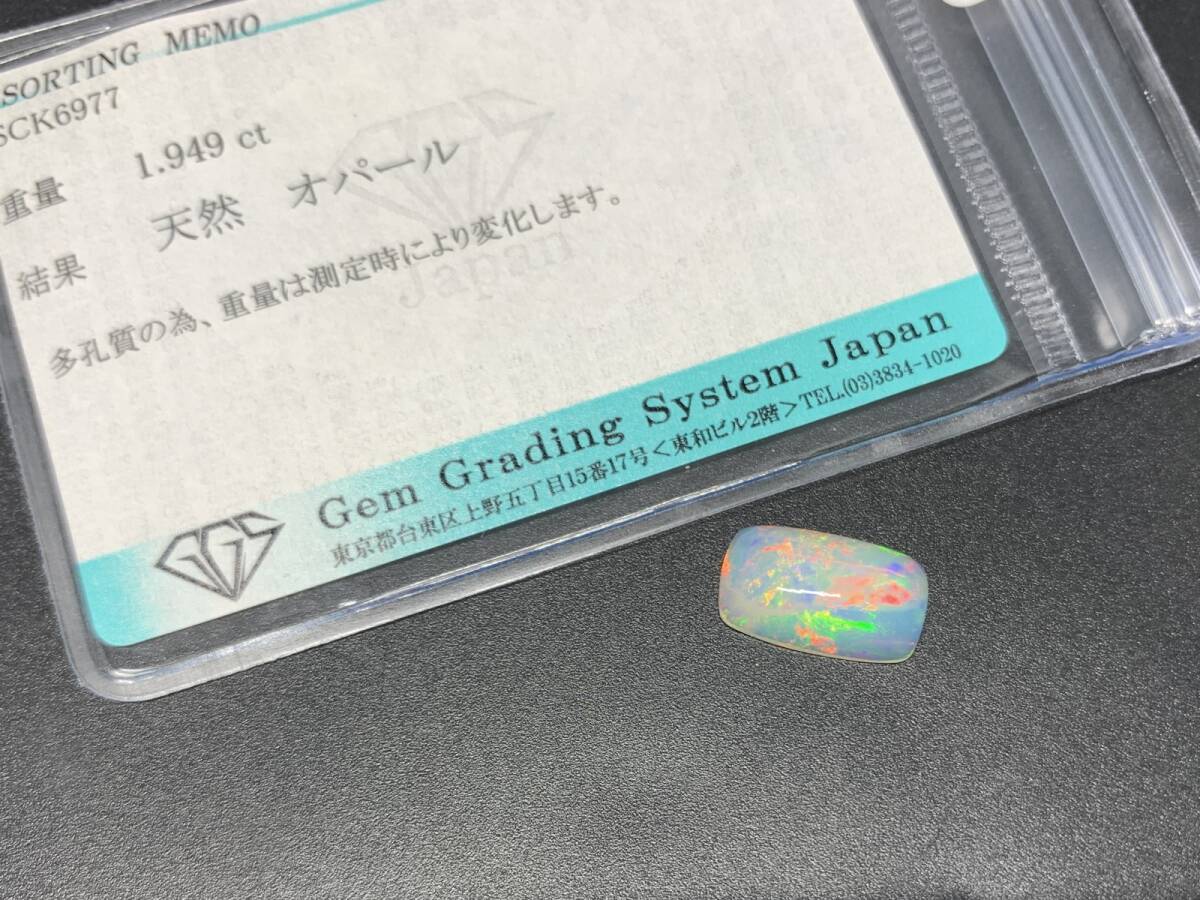 SORTING MEMO
SCK6977
重量 1.949 ct
結果 天然 オパール
多孔質の為、重量は測定時により変化します。
Japan
Gem Grading System Japan
東京都台東区上野五丁目15番17号<東和ビル2階>TEL.(03)3834-1020
GGS